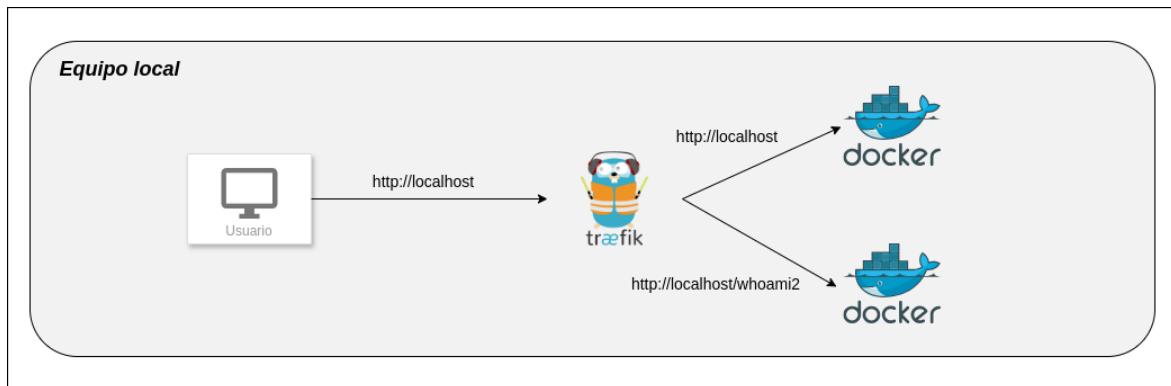 Equipo local
http://localhost
docker
http://localhost
Usuario
træfik
http://localhost/whoami2
docker